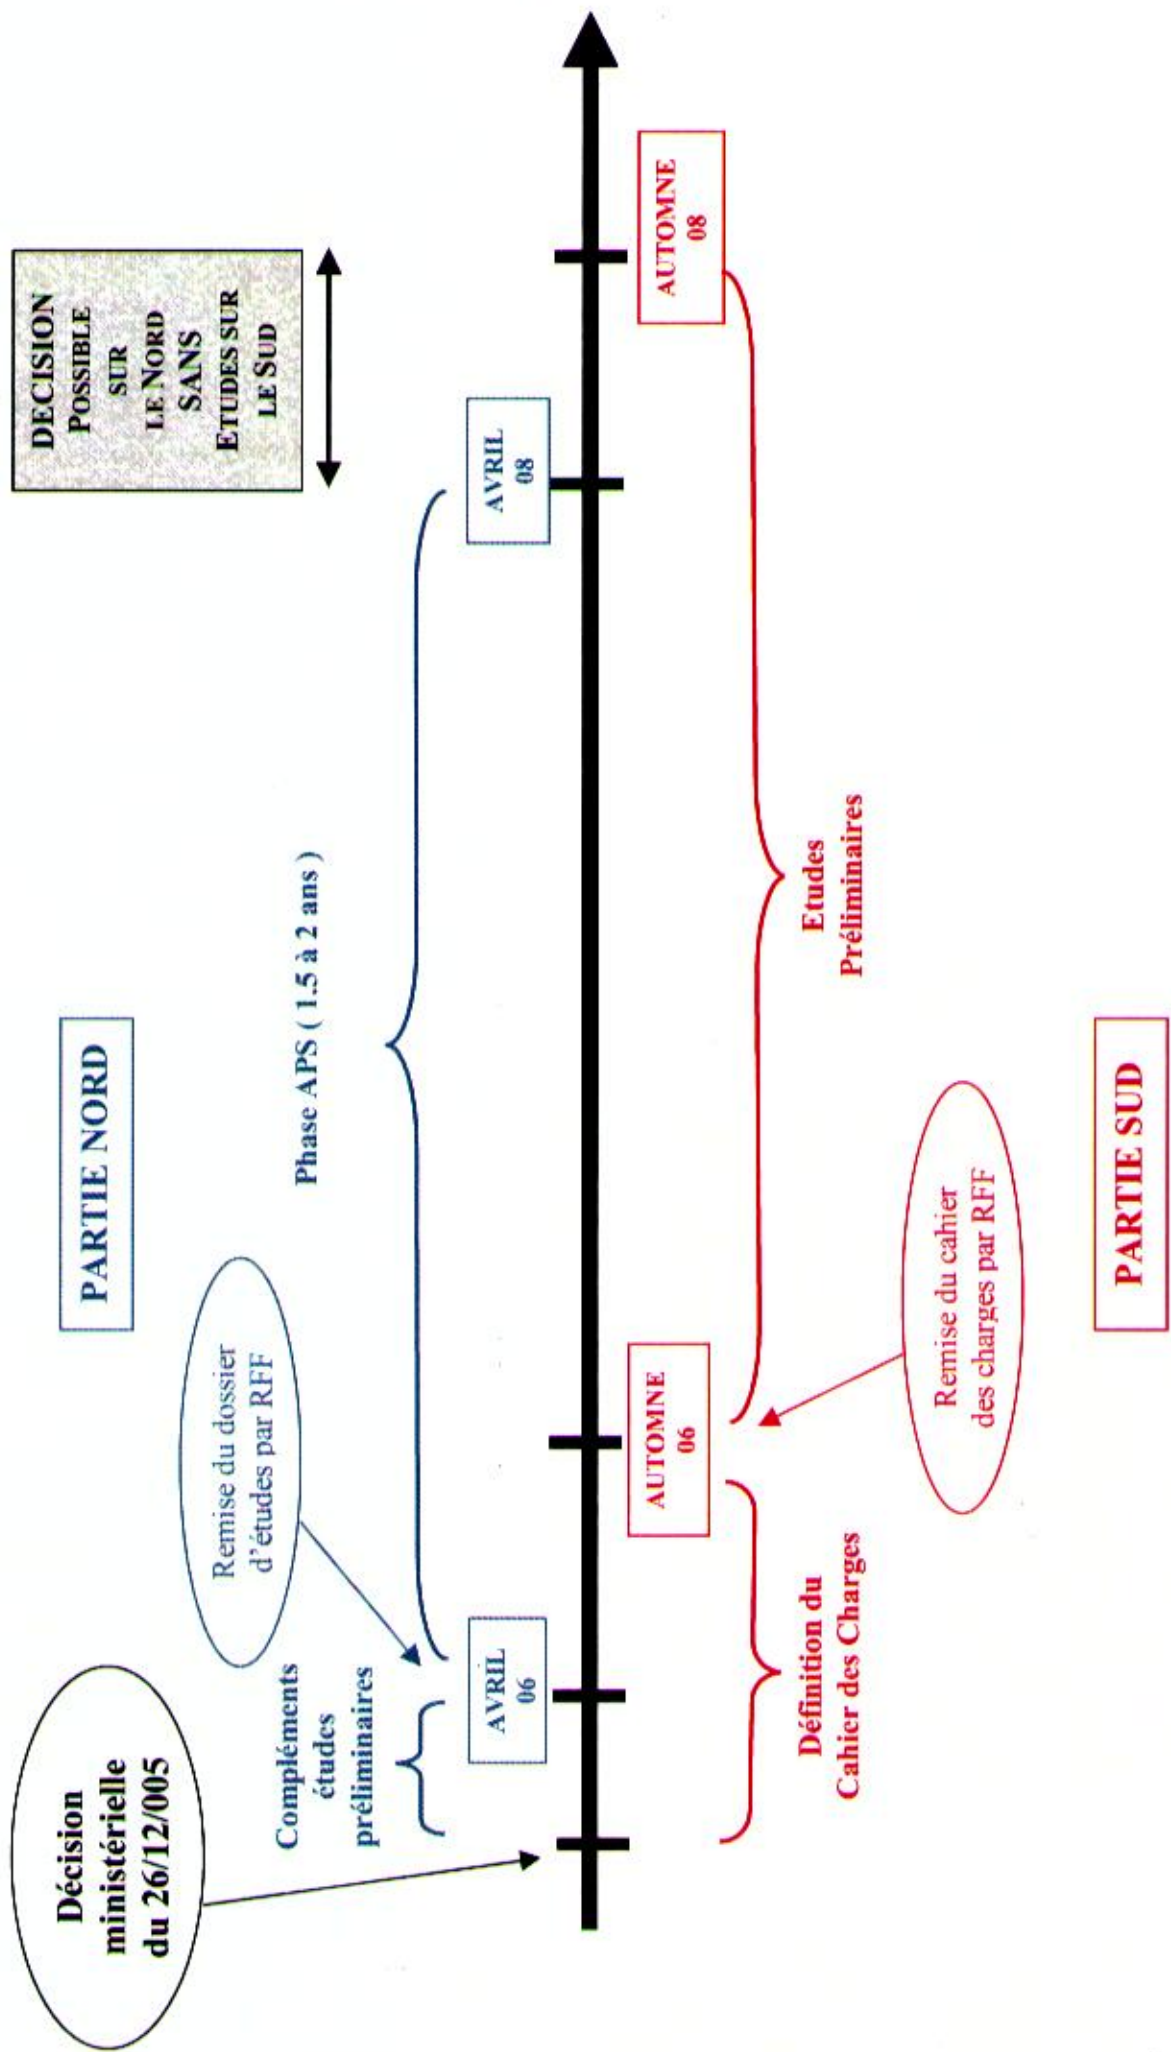 Décision
ministérielle
du 26/12/005
PARTIE NORD
DECISION
POSSIBLE
SUR
LE NORD
SANS
ETUDES SUR
LE SUD
Remise du dossier
d'études par RFF
Compléments
études
préliminaires
Phase APS ( 1.5 à 2 ans )
AVRIL
06
AVRIL
08
AUTOMNE
06
AUTOMNE
08
Définition du
Cahier des Charges
Etudes
Préliminaires
Remise du cahier
des charges par RFF
PARTIE SUD